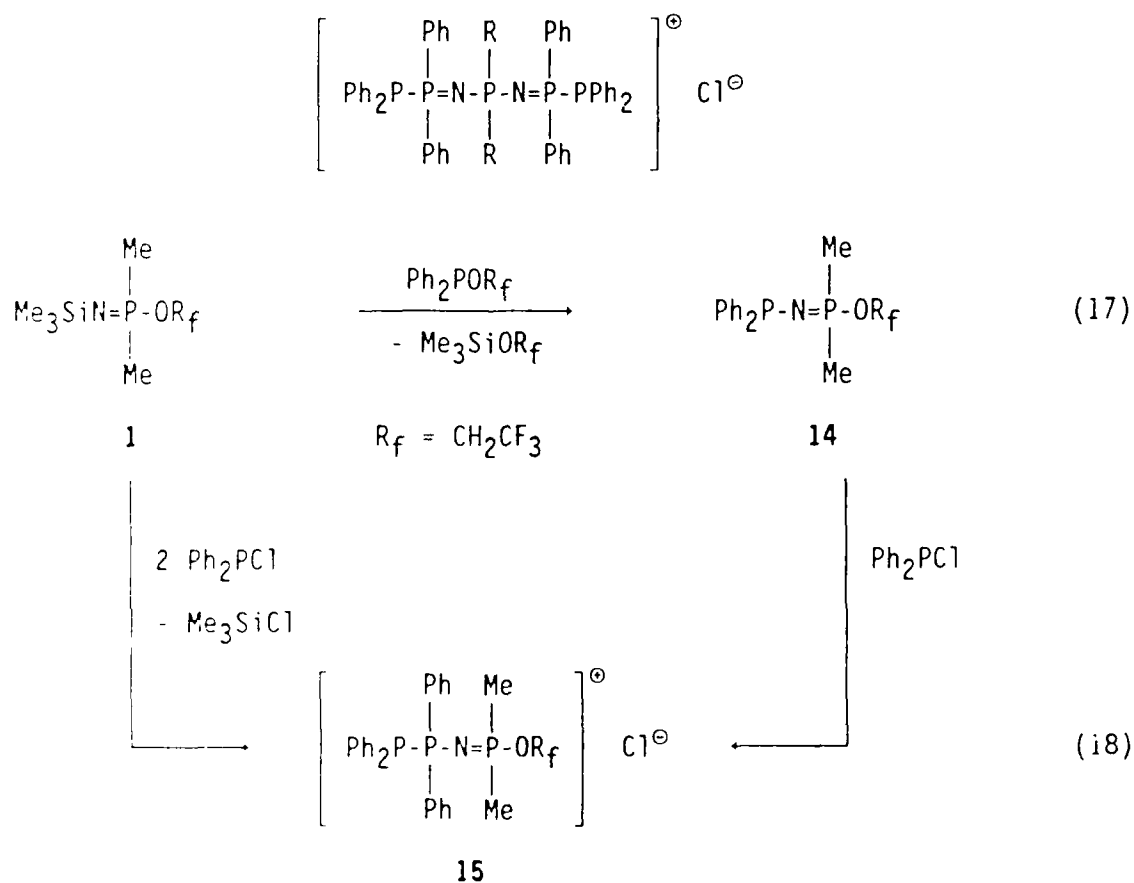 Ph R Ph ⊕
Ph2P-P=N-P-N=P-PPh2 Cl⊖
Ph R Ph
Me Me
Me3SiN=P-ORf Ph2PORf Ph2P-N=P-ORf (17)
- Me3SiORf
Me Me
1 Rf = CH2CF3 14
2 Ph2PCl Ph2PCl
- Me3SiCl
Ph Me ⊕
Ph2P-P-N=P-ORf Cl⊖ (i8)
Ph Me
15